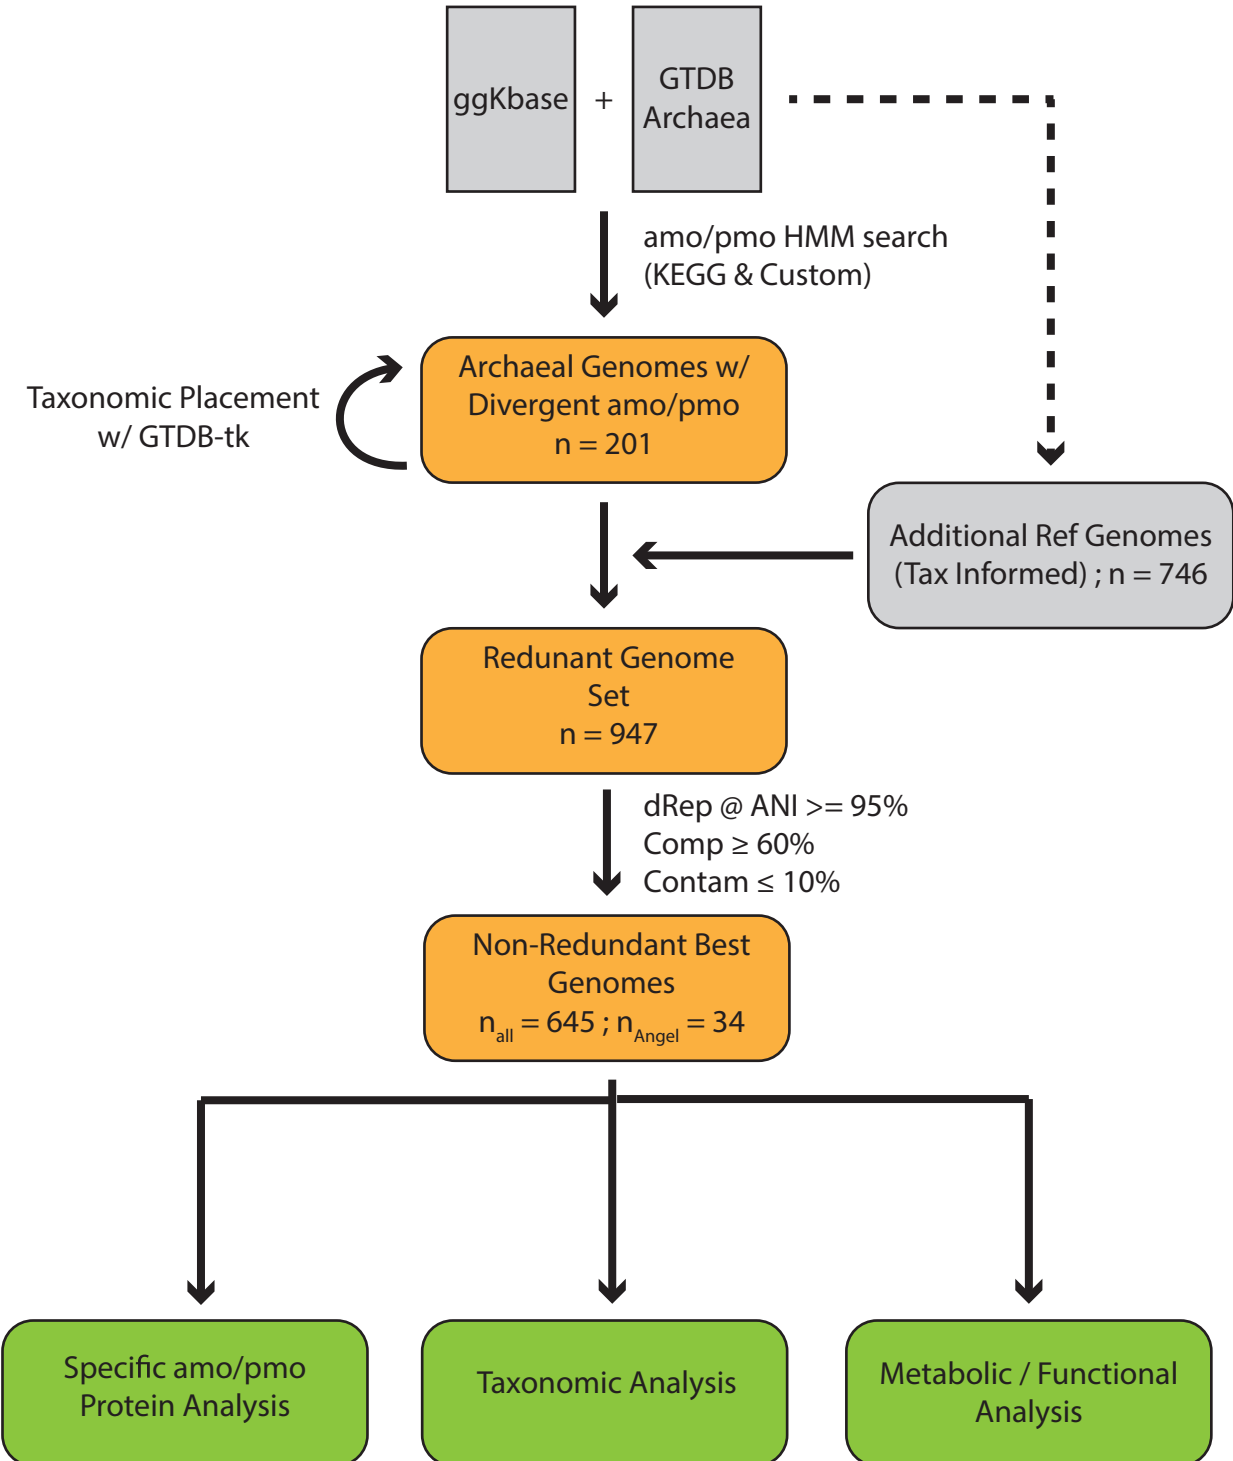 ggKbase
+
GTDB
Archaea
amo/pmo HMM search
(KEGG & Custom)
Taxonomic Placement
w/ GTDB-tk
Archaeal Genomes w/
Divergent amo/pmo
n = 201
Additional Ref Genomes
(Tax Informed) ; n = 746
Redunant Genome
Set
n = 947
dRep @ ANI >= 95%
Comp ≥ 60%
Contam ≤ 10%
Non-Redundant Best
Genomes
n_all = 645 ; n_Angel = 34
Specific amo/pmo
Protein Analysis
Taxonomic Analysis
Metabolic / Functional
Analysis